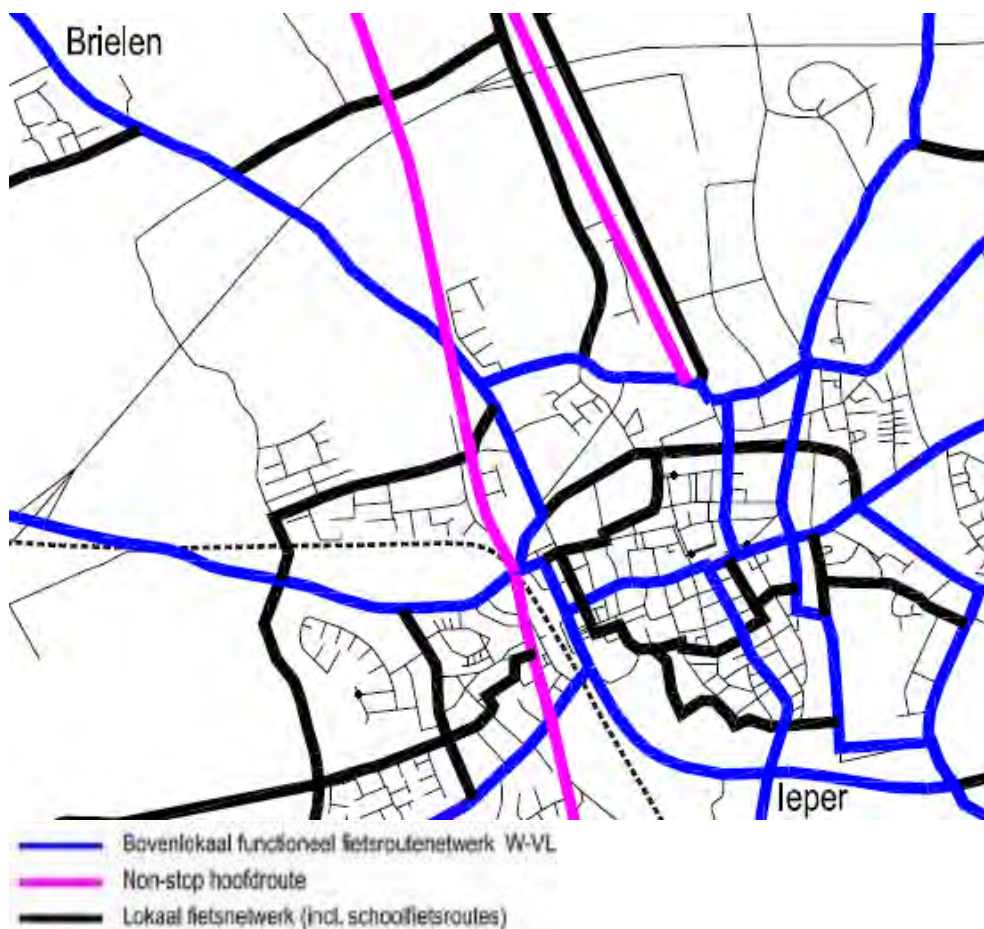 Brielen
Ieper
Bovenlokaal functioneel fietsroutenetwerk W-VL
Non-stop hoofdroute
Lokaal fietsnetwerk (incl. schoolfietsroutes)